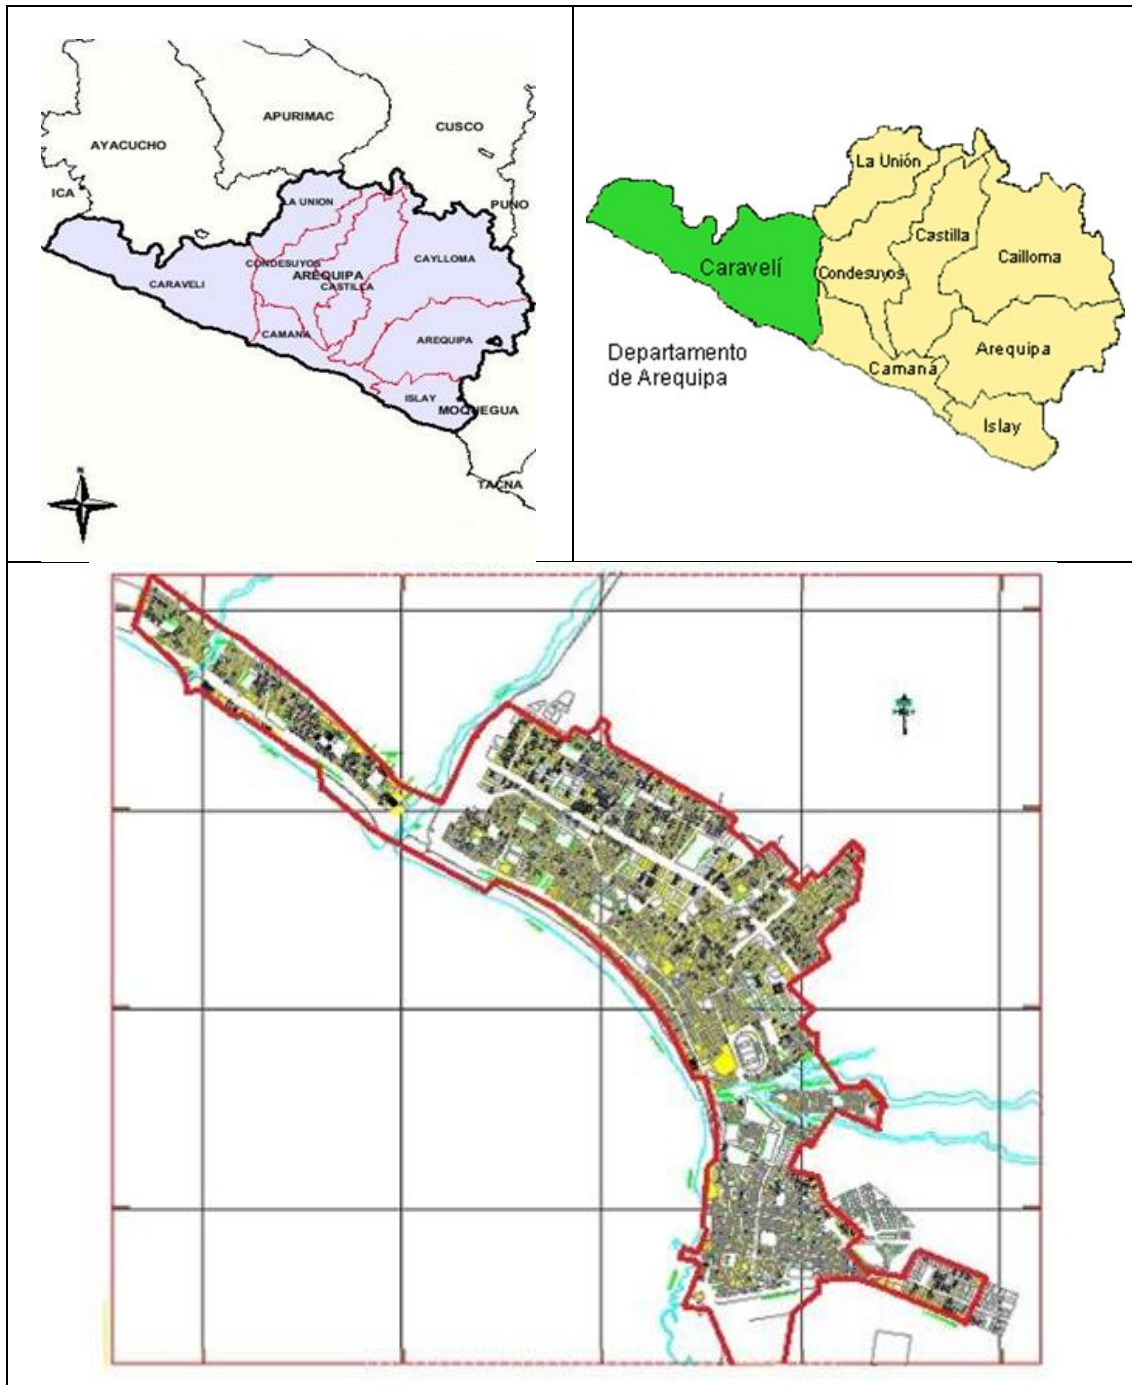 APURIMAC
CUSCO
AYACUCHO
ICA
PUNO
LA UNION
CONDESUYOS
AREQUIPA
CASTILLA
CAYLLOMA
CARAVELI
CAMANA
AREQUIPA
ISLAY
MOQUEGUA
TACNA
N
La Unión
Castilla
Cailloma
Caravelí
Condesuyos
Departamento
de Arequipa
Camaná
Arequipa
Islay